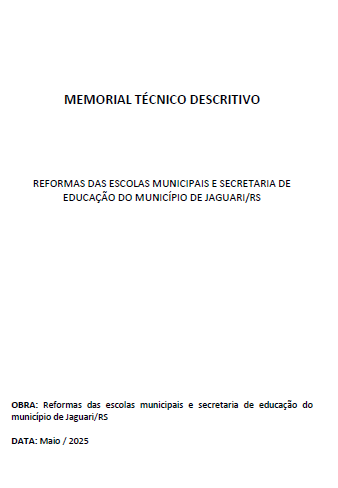 MEMORIAL TÉCNICO DESCRITIVO
REFORMAS DAS ESCOLAS MUNICIPAIS E SECRETARIA DE
EDUCAÇÃO DO MUNICÍPIO DE JAGUARI/RS
OBRA: Reformas das escolas municipais e secretaria de educação do
município de Jaguari/RS
DATA: Maio / 2025